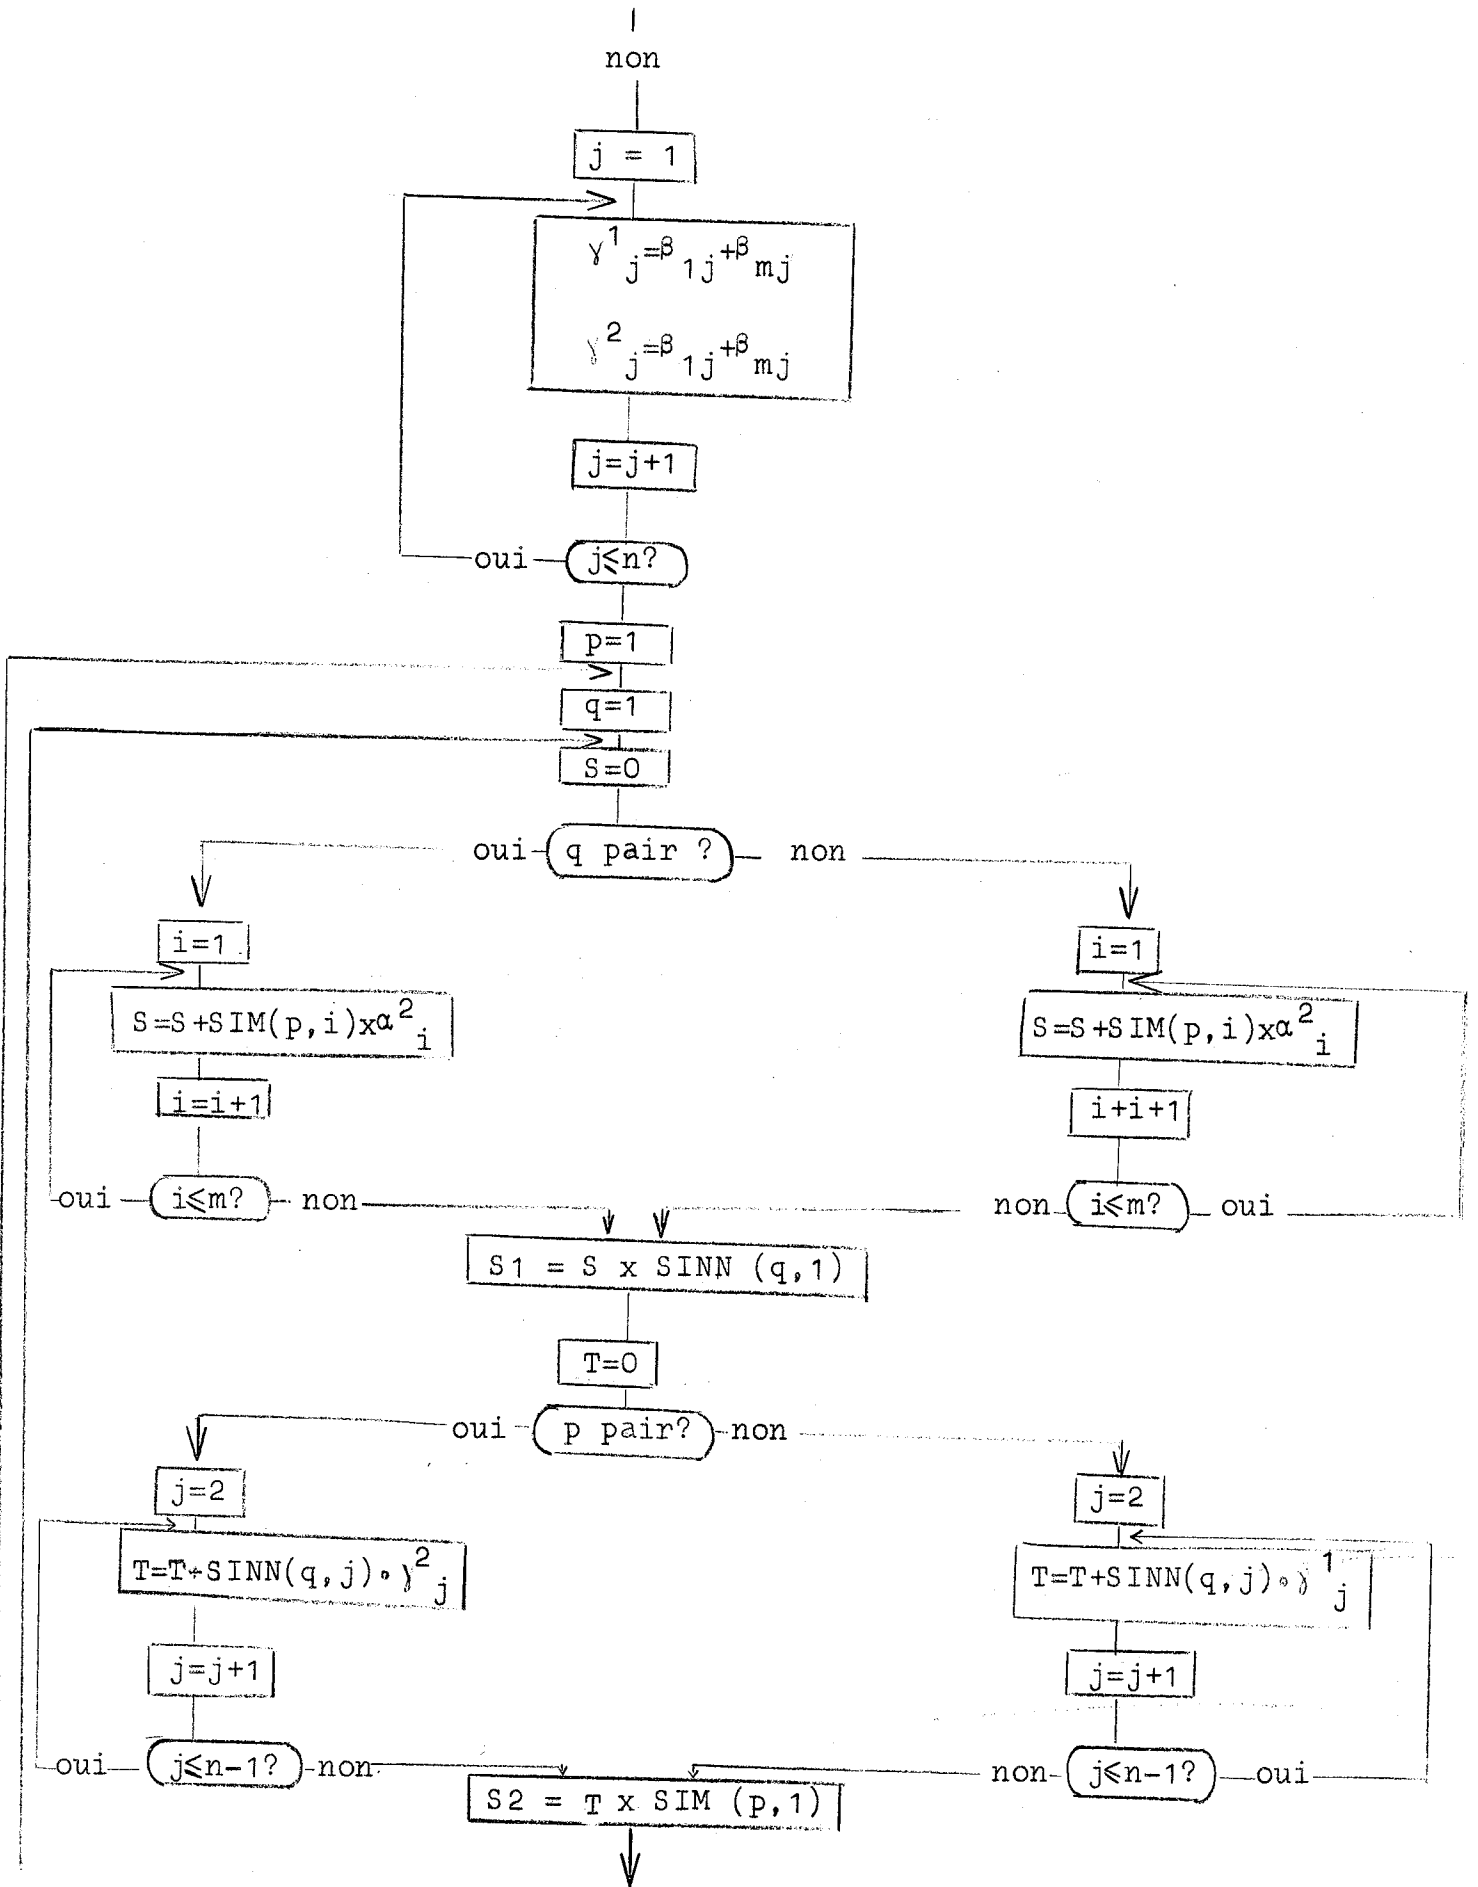 non
j = 1
γ¹j=β1j+βmj
γ²j=β1j+βmj
j=j+1
oui
j≤n?
p=1
q=1
S=0
oui
q pair ?
non
i=1
i=1
S=S+SIM(p,i)xα²i
S=S+SIM(p,i)xα²i
i=i+1
i+i+1
oui
i≤m?
non
non
i≤m?
oui
S1 = S x SINN (q,1)
T=0
oui
p pair?
non
j=2
j=2
T=T+SINN(q,j)∘γ²j
T=T+SINN(q,j)∘γ¹j
j=j+1
j=j+1
oui
j≤n-1?
non
non
j≤n-1?
oui
S2 = T x SIM (p,1)